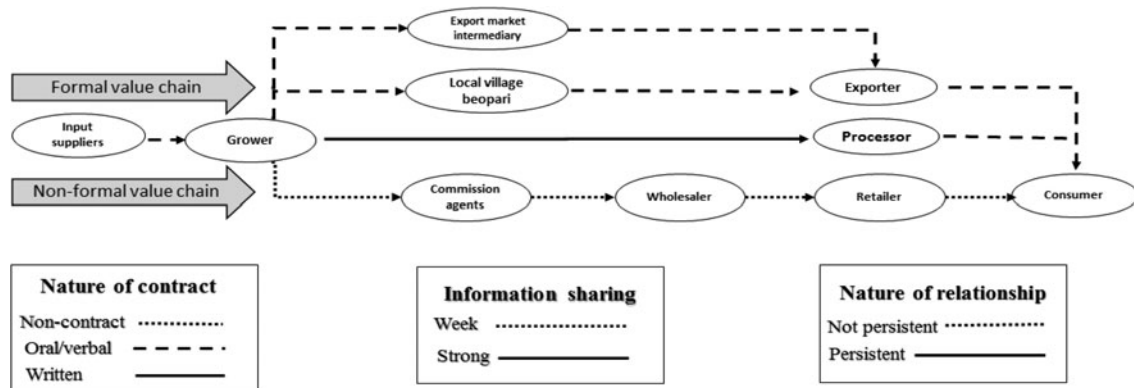 Export market
intermediary
Formal value chain
Local village
beopari
Exporter
Input
suppliers
Grower
Processor
Non-formal value chain
Commission
agents
Wholesaler
Retailer
Consumer
Nature of contract
Non-contract
Oral/verbal
Written
Information sharing
Week
Strong
Nature of relationship
Not persistent
Persistent